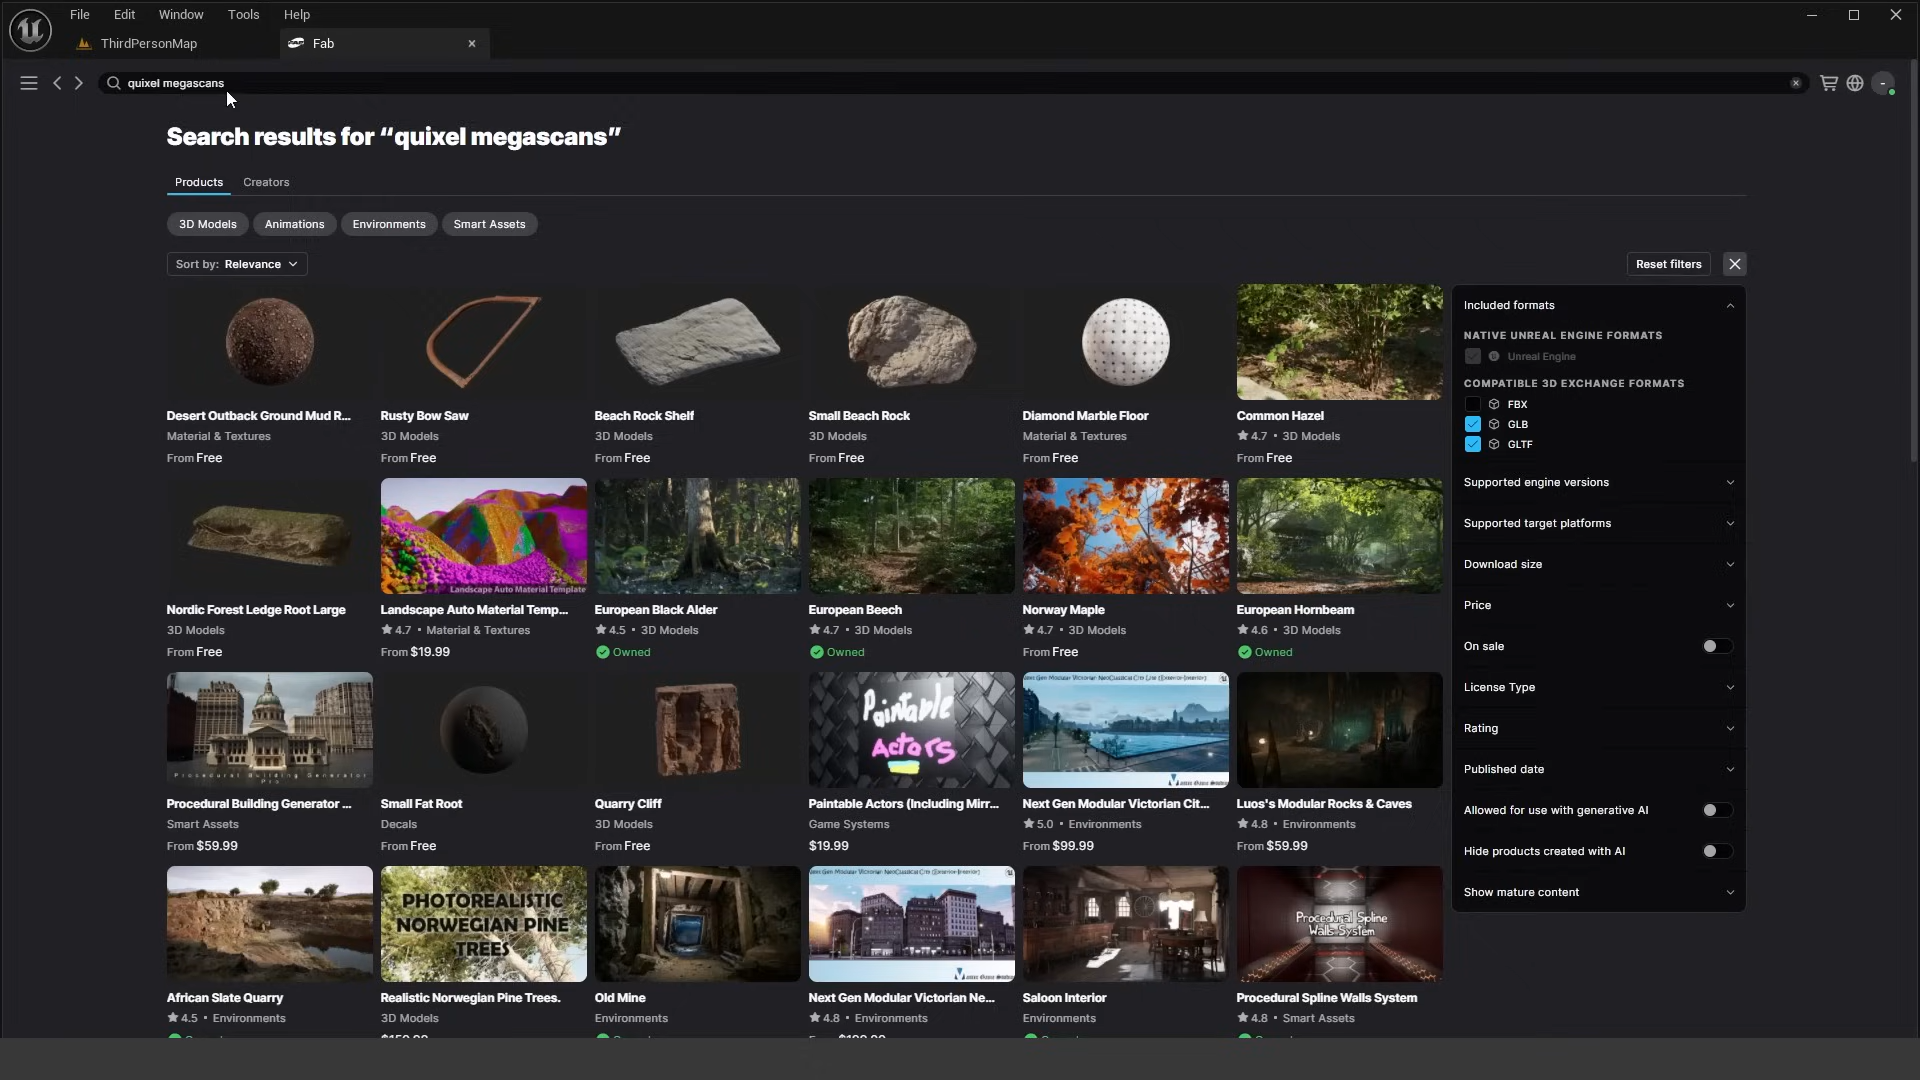 File Edit Window Tools Help
ThirdPersonMap Fab
quixel megascans
Search results for “quixel megascans”
Products Creators
3D Models Animations Environments Smart Assets
Sort by: Relevance
Reset filters
Desert Outback Ground Mud R...
Material & Textures
From Free
Rusty Bow Saw
3D Models
From Free
Beach Rock Shelf
3D Models
From Free
Small Beach Rock
3D Models
From Free
Diamond Marble Floor
Material & Textures
From Free
Common Hazel
4.7 • 3D Models
From Free
Nordic Forest Ledge Root Large
3D Models
From Free
Landscape Auto Material Template
Landscape Auto Material Temp...
4.7 • Material & Textures
From $19.99
European Black Alder
4.5 • 3D Models
Owned
European Beech
4.7 • 3D Models
Owned
Norway Maple
4.7 • 3D Models
From Free
European Hornbeam
4.6 • 3D Models
Owned
Procedural Building Generator
Pro
Procedural Building Generator ...
Smart Assets
From $59.99
Small Fat Root
Decals
From Free
Quarry Cliff
3D Models
From Free
Paintable
Actors
Paintable Actors (Including Mirr...
Game Systems
$19.99
Next Gen Modular Victorian Cit...
5.0 • Environments
From $99.99
Luos's Modular Rocks & Caves
4.8 • Environments
From $59.99
African Slate Quarry
4.5 • Environments
PHOTOREALISTIC
NORWEGIAN PINE
TREES
Realistic Norwegian Pine Trees.
3D Models
Old Mine
Environments
Next Gen Modular Victorian Ne...
4.8 • Environments
Saloon Interior
Environments
Procedural Spline
Walls System
Procedural Spline Walls System
4.8 • Smart Assets
Included formats
NATIVE UNREAL ENGINE FORMATS
Unreal Engine
COMPATIBLE 3D EXCHANGE FORMATS
FBX
GLB
GLTF
Supported engine versions
Supported target platforms
Download size
Price
On sale
License Type
Rating
Published date
Allowed for use with generative AI
Hide products created with AI
Show mature content